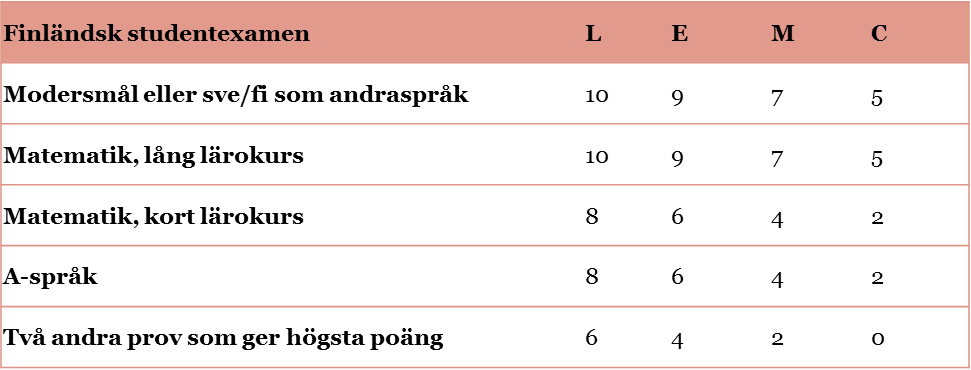 Finländsk studentexamen L E M C
Modersmål eller sve/fi som andraspråk 10 9 7 5
Matematik, lång lärokurs 10 9 7 5
Matematik, kort lärokurs 8 6 4 2
A-språk 8 6 4 2
Två andra prov som ger högsta poäng 6 4 2 0